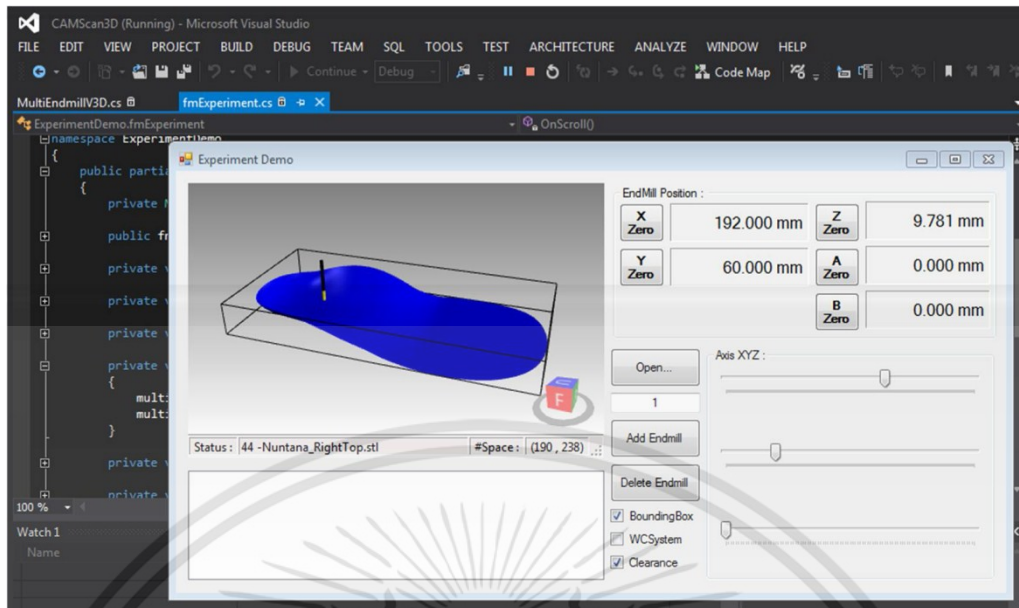 CAMScan3D (Running) - Microsoft Visual Studio
FILE EDIT VIEW PROJECT BUILD DEBUG TEAM SQL TOOLS TEST ARCHITECTURE ANALYZE WINDOW HELP
Continue Debug Code Map
MultiEndmillV3D.cs fmExperiment.cs
ExperimentDemo.fmExperiment OnScroll()
namespace ExperimentDemo
{
public partia
{
private
public fr
private v
private v
private v
private v
{
mult:
mult:
}
private v
private v
100 %
Watch 1
Name
Experiment Demo
F
Status : 44 -Nuntana_RightTop.stl #Space : (190 , 238)
EndMill Position :
X Zero 192.000 mm Z Zero 9.781 mm
Y Zero 60.000 mm A Zero 0.000 mm
B Zero 0.000 mm
Open...
1
Add Endmill
Delete Endmill
BoundingBox
WCSystem
Clearance
Axis XYZ :